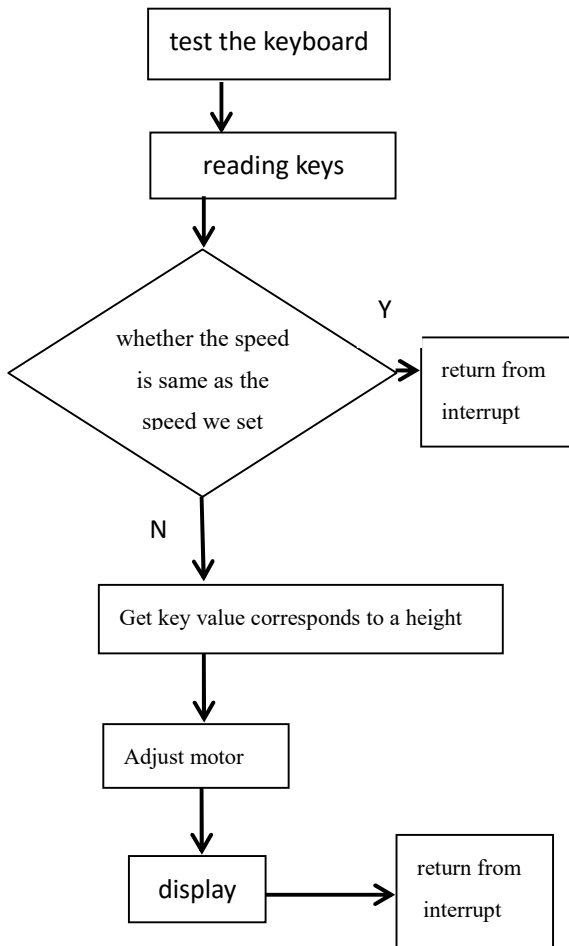 test the keyboard
reading keys
whether the speed
is same as the
speed we set
Y
return from
interrupt
N
Get key value corresponds to a height
Adjust motor
display
return from
interrupt